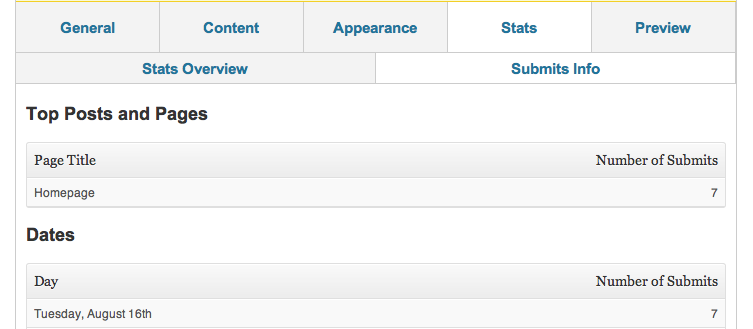 General Content Appearance Stats Preview
Stats Overview Submits Info
Top Posts and Pages
Page Title Number of Submits
Homepage 7
Dates
Day Number of Submits
Tuesday, August 16th 7